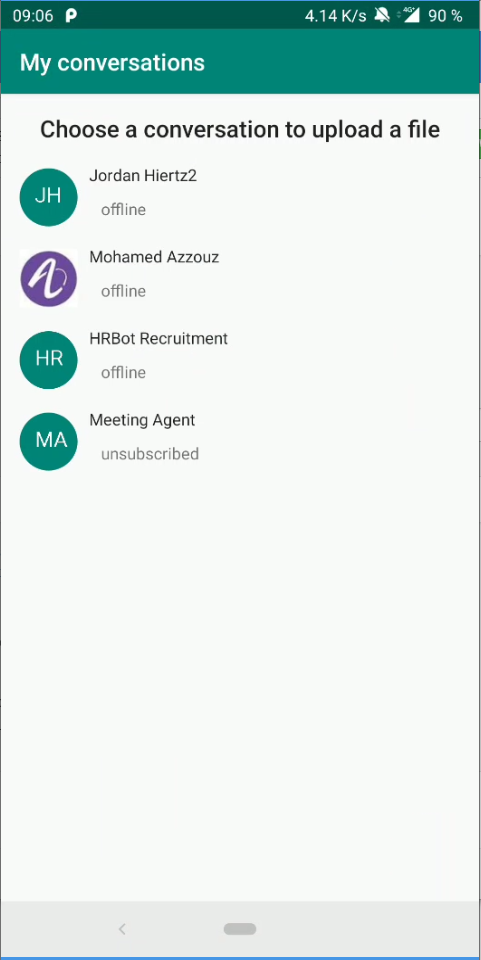 09:06 4.14 K/s 4G+ 90 %
My conversations
Choose a conversation to upload a file
JH Jordan Hiertz2
offline
Mohamed Azzouz
offline
HR HRBot Recruitment
offline
MA Meeting Agent
unsubscribed